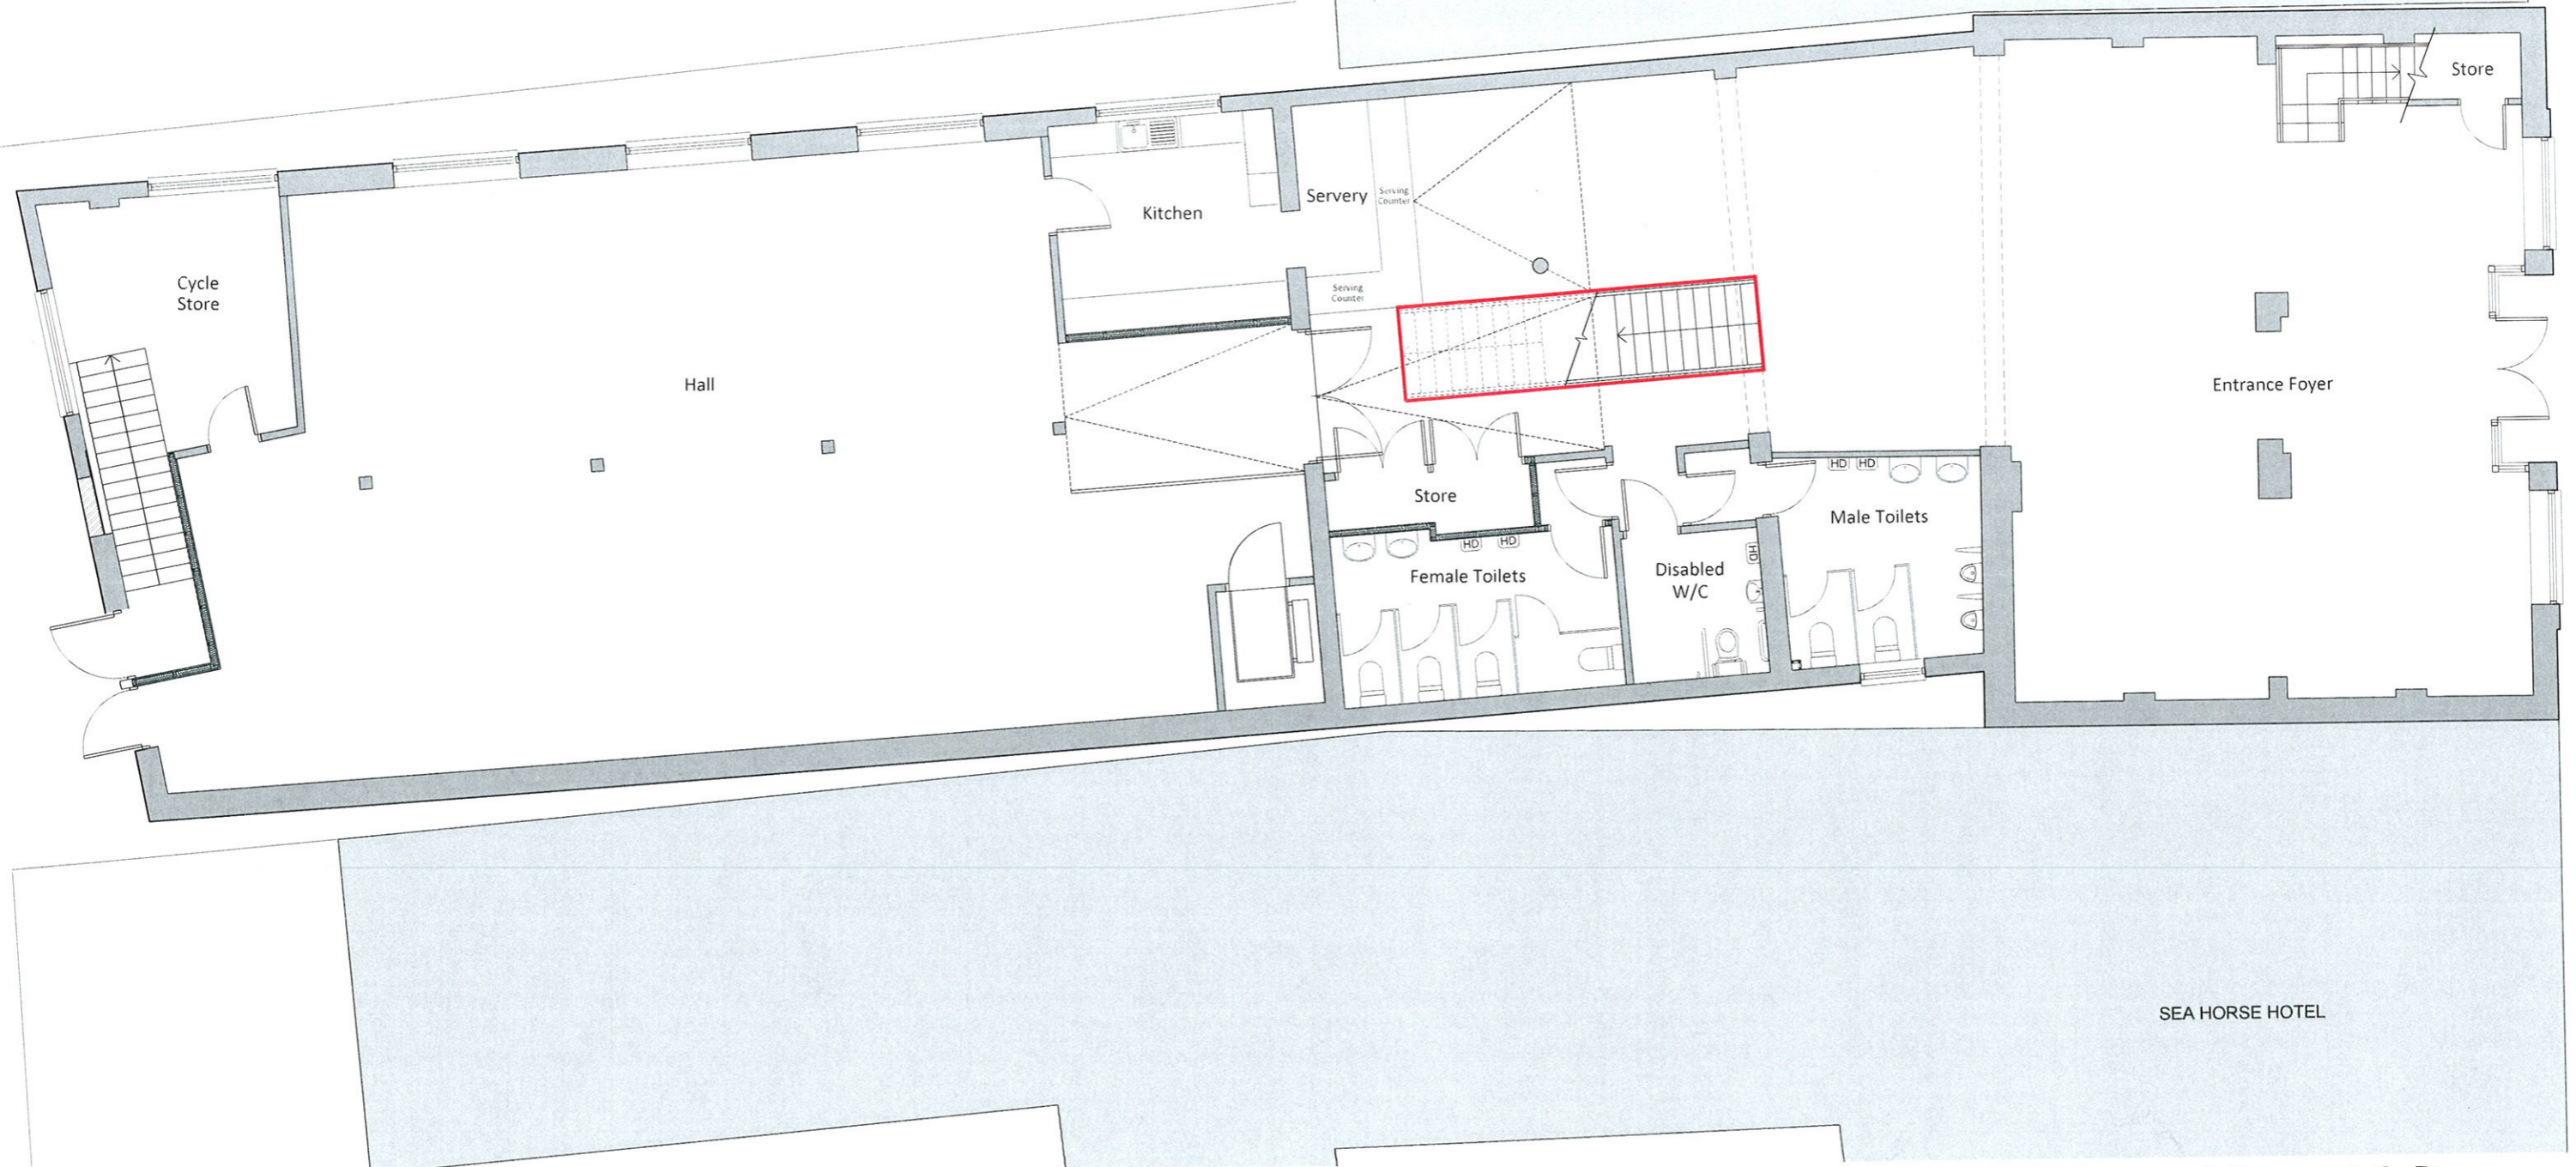 Store
Servery
Serving
Counter
Kitchen
Cycle
Store
Serving
Counter
Hall
Entrance Foyer
HD
HD
Store
Male Toilets
HD
HD
HD
Female Toilets
Disabled
W/C
SEA HORSE HOTEL